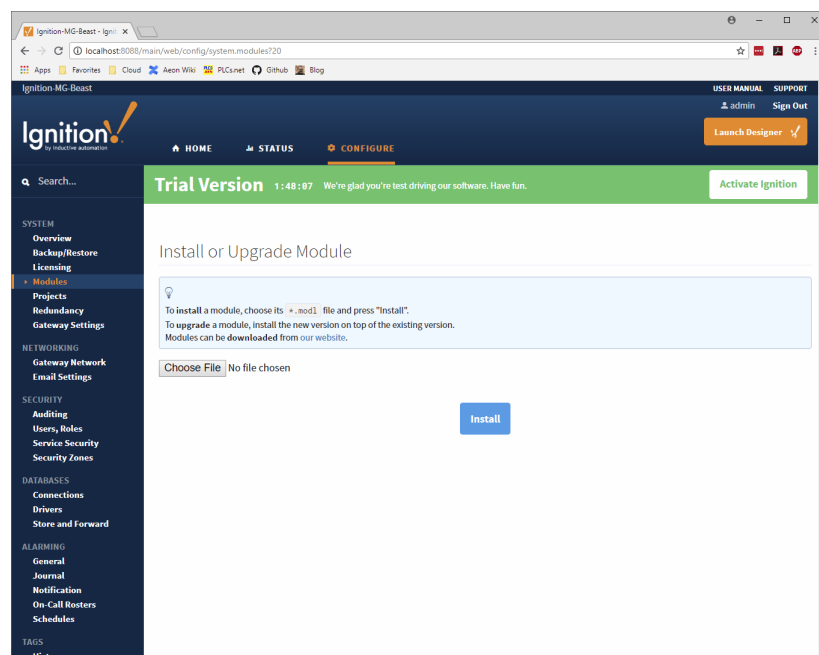 Ignition-MG-Beast - Ignit
localhost:8088/main/web/config/system.modules?20
Apps Favorites Cloud Aeon Wiki PLCs.net Github Blog
Ignition-MG-Beast USER MANUAL SUPPORT
admin Sign Out
Ignition!
by inductive automation
HOME STATUS CONFIGURE
Launch Designer
Search...
Trial Version 1:48:07 We're glad you're test driving our software. Have fun.
Activate Ignition
SYSTEM
Overview
Backup/Restore
Licensing
Modules
Projects
Redundancy
Gateway Settings
NETWORKING
Gateway Network
Email Settings
SECURITY
Auditing
Users, Roles
Service Security
Security Zones
DATABASES
Connections
Drivers
Store and Forward
ALARMING
General
Journal
Notification
On-Call Rosters
Schedules
TAGS
Install or Upgrade Module
To install a module, choose its *.modl file and press "Install".
To upgrade a module, install the new version on top of the existing version.
Modules can be downloaded from our website.
Choose File No file chosen
Install